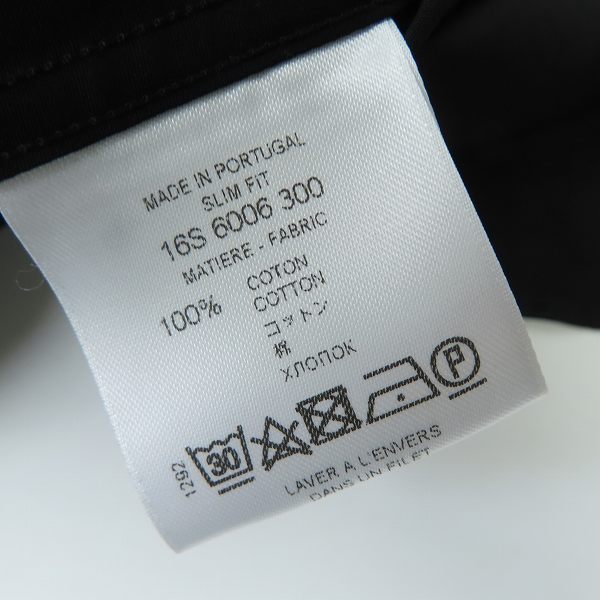 MADE IN PORTUGAL
SLIM FIT
16S 6006 300
MATIERE - FABRIC
100% COTON
COTTON
コットン
棉
ХЛОПОК
30
P
1292
LAVER A L'ENVERS
DANS UN FILET